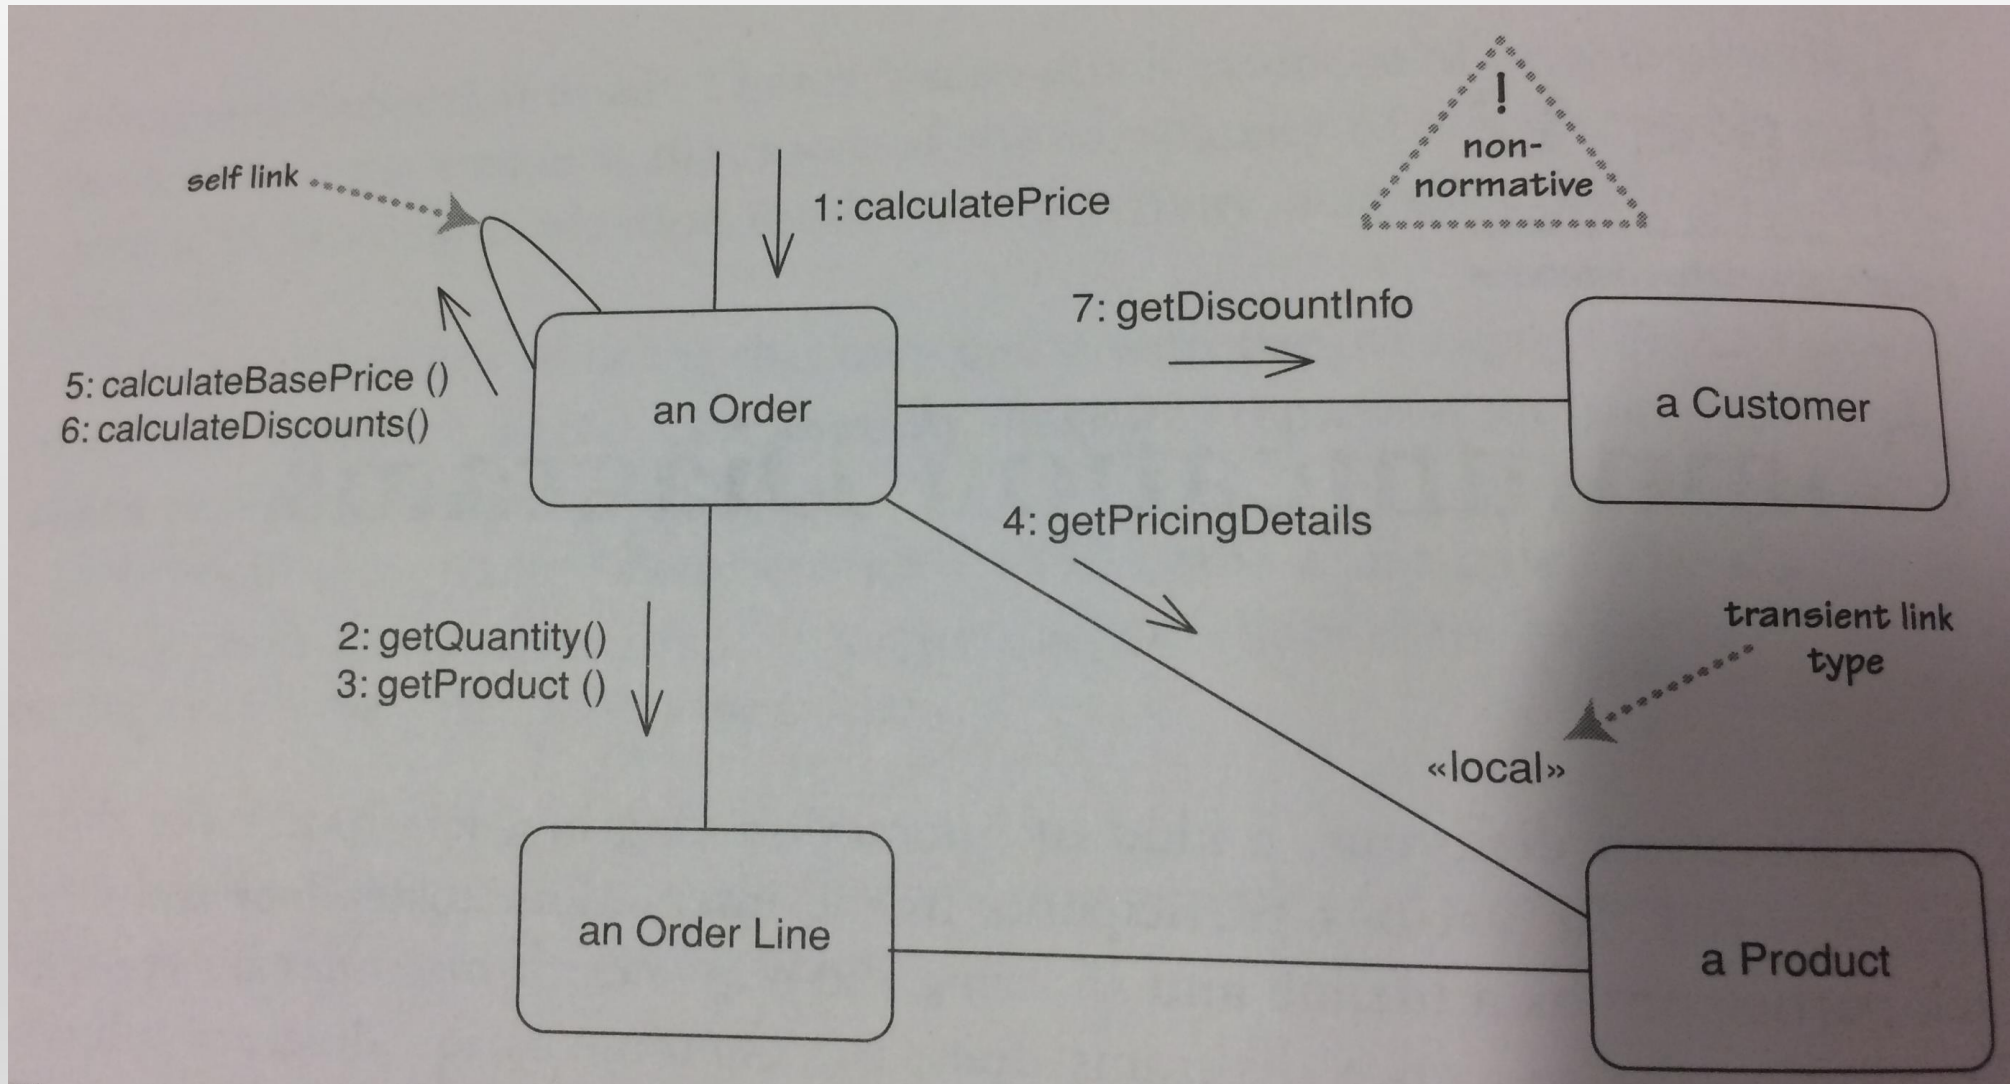 !
non-
normative
self link
1: calculatePrice
7: getDiscountInfo
5: calculateBasePrice ()
6: calculateDiscounts()
an Order
a Customer
4: getPricingDetails
2: getQuantity()
3: getProduct ()
transient link
type
«local»
an Order Line
a Product